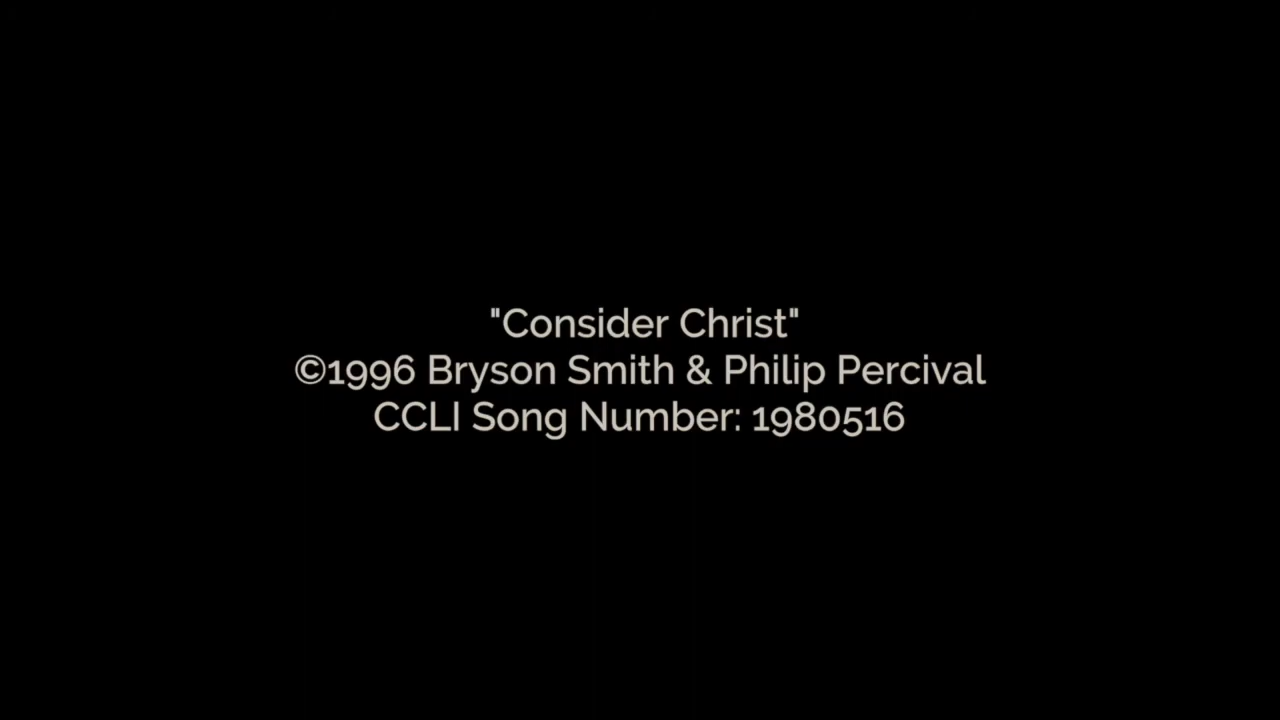 "Consider Christ"
©1996 Bryson Smith & Philip Percival
CCLI Song Number: 1980516